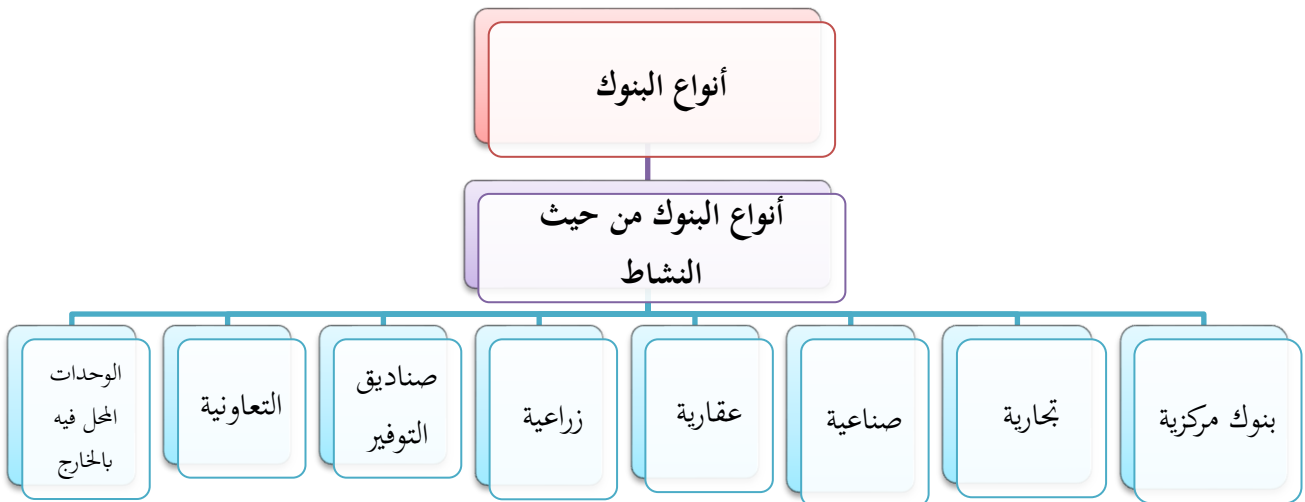 أنواع البنوك
أنواع البنوك من حيث
النشاط
بنوك مركزية
تجارية
صناعية
عقارية
زراعية
صناديق
التوفير
التعاونية
الوحدات
المحل فيه
بالخارج